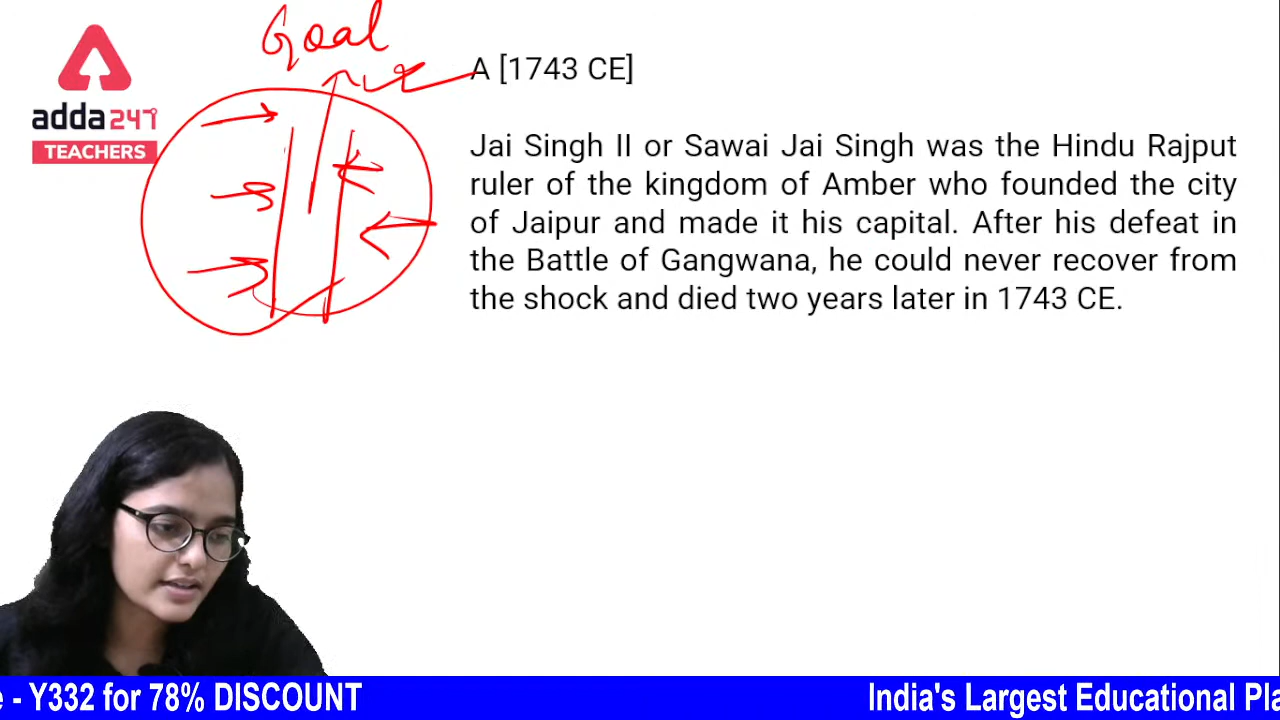 Goal
adda247
TEACHERS
A [1743 CE]
Jai Singh II or Sawai Jai Singh was the Hindu Rajput
ruler of the kingdom of Amber who founded the city
of Jaipur and made it his capital. After his defeat in
the Battle of Gangwana, he could never recover from
the shock and died two years later in 1743 CE.
- Y332 for 78% DISCOUNT
India's Largest Educational